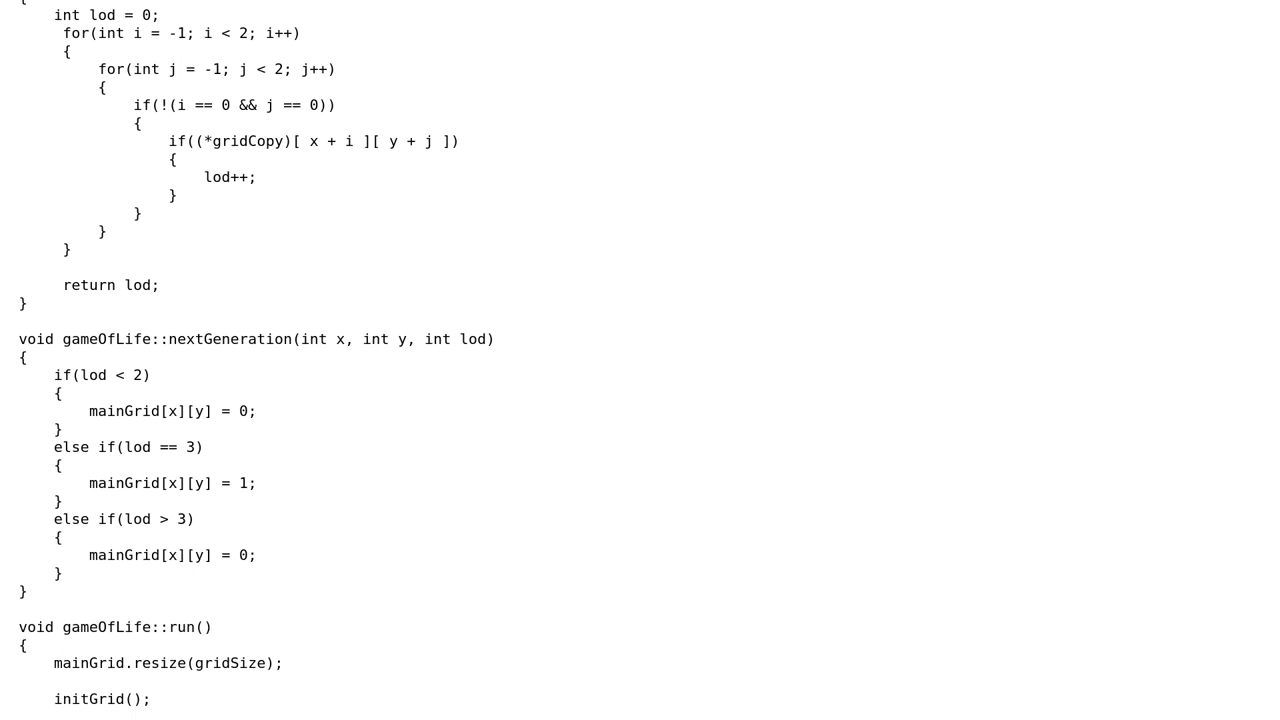 {
    int lod = 0;
     for(int i = -1; i < 2; i++)
     {
         for(int j = -1; j < 2; j++)
         {
             if(!(i == 0 && j == 0))
             {
                 if((*gridCopy)[ x + i ][ y + j ])
                 {
                     lod++;
                 }
             }
         }
     }

     return lod;
}

void gameOfLife::nextGeneration(int x, int y, int lod)
{
    if(lod < 2)
    {
        mainGrid[x][y] = 0;
    }
    else if(lod == 3)
    {
        mainGrid[x][y] = 1;
    }
    else if(lod > 3)
    {
        mainGrid[x][y] = 0;
    }
}

void gameOfLife::run()
{
    mainGrid.resize(gridSize);

    initGrid();